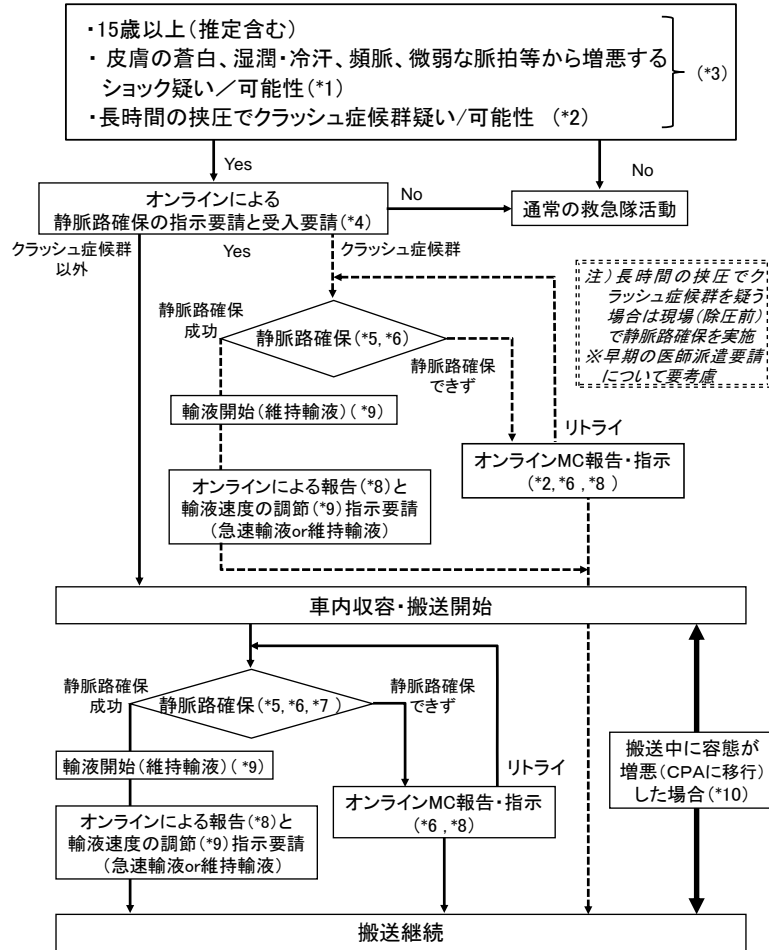 ・15歳以上(推定含む)
・ 皮膚の蒼白、湿潤・冷汗、頻脈、微弱な脈拍等から増悪する
ショック疑い／可能性(*1)
・長時間の挟圧でクラッシュ症候群疑い/可能性 (*2)
(*3)
Yes
No
オンラインによる
静脈路確保の指示要請と受入要請(*4)
No
通常の救急隊活動
クラッシュ症候群
以外
Yes
クラッシュ症候群
注）長時間の挟圧でク
ラッシュ症候群を疑う
場合は現場(除圧前)
で静脈路確保を実施
※早期の医師派遣要請
について要考慮
静脈路確保
成功
静脈路確保(*5,*6)
静脈路確保
できず
輸液開始(維持輸液)(*9)
リトライ
オンラインMC報告・指示
(*2,*6 ,*8 )
オンラインによる報告(*8)と
輸液速度の調節(*9)指示要請
(急速輸液or維持輸液)
車内収容・搬送開始
静脈路確保
成功
静脈路確保(*5,*6,*7 )
静脈路確保
できず
輸液開始(維持輸液)(*9)
リトライ
オンラインMC報告・指示
(*6 ,*8)
搬送中に容態が
増悪(CPAに移行)
した場合(*10)
オンラインによる報告(*8)と
輸液速度の調節(*9)指示要請
(急速輸液or維持輸液)
搬送継続